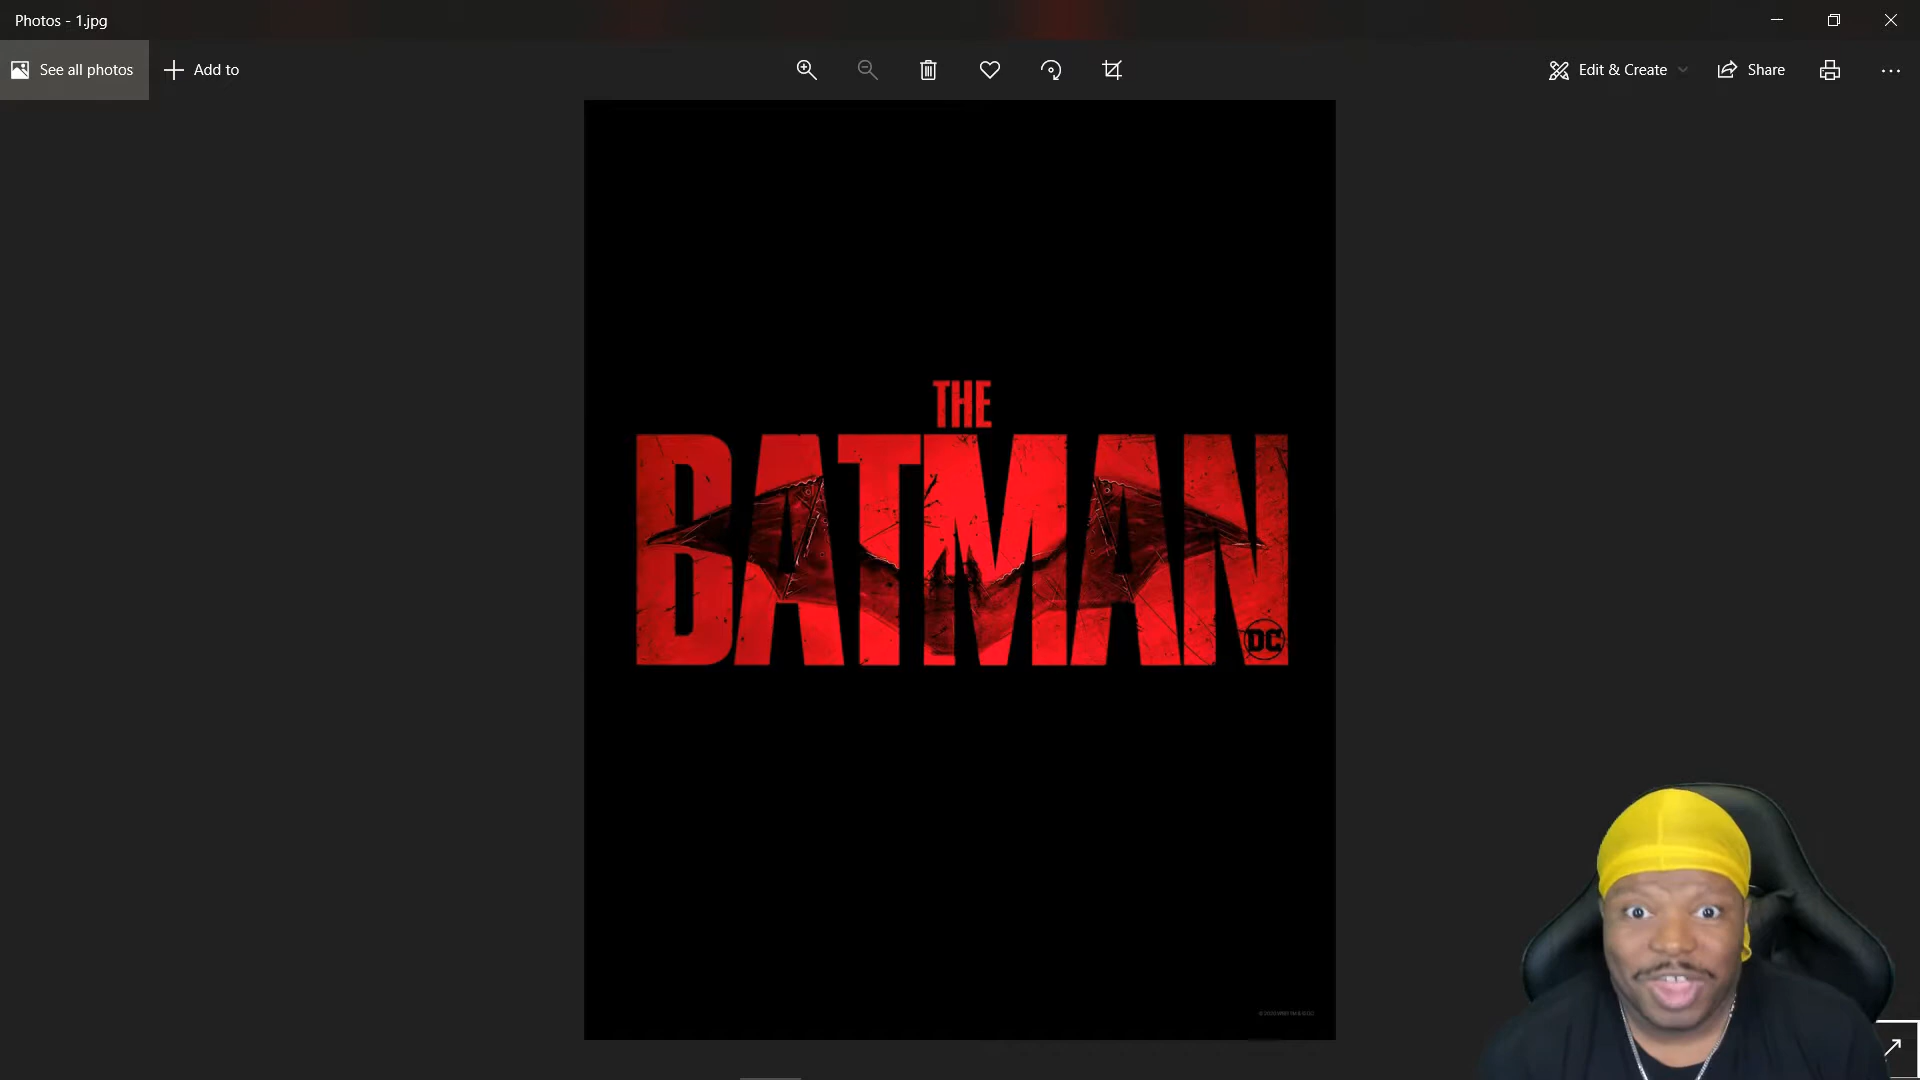 Photos - 1.jpg
See all photos
Add to
Edit & Create
Share
THE
BATMAN
DC